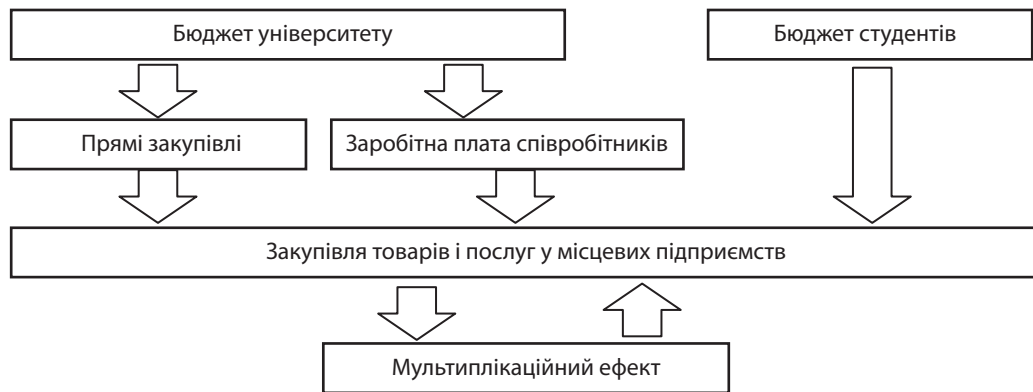 Бюджет університету
Бюджет студентів
Прямі закупівлі
Заробітна плата співробітників
Закупівля товарів і послуг у місцевих підприємств
Мультиплікаційний ефект